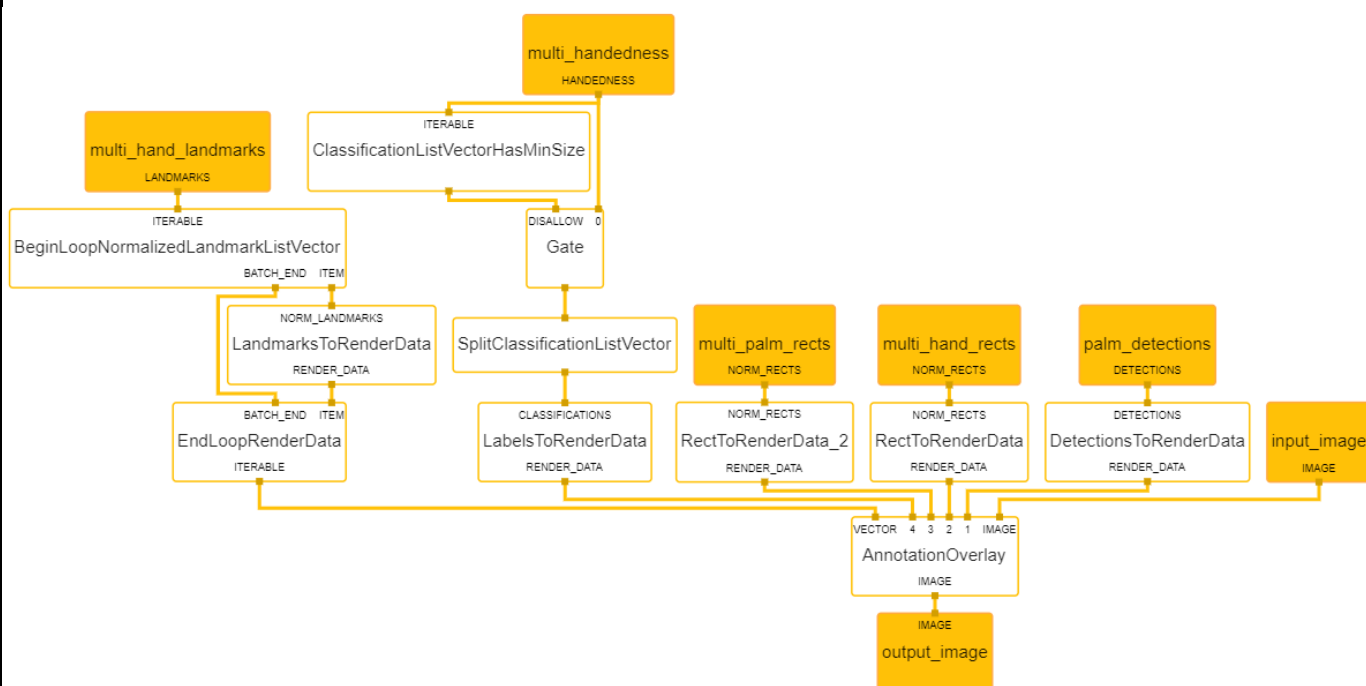 multi_handedness
HANDEDNESS
multi_hand_landmarks
LANDMARKS
ITERABLE
ClassificationListVectorHasMinSize
ITERABLE
BeginLoopNormalizedLandmarkListVector
BATCH_END ITEM
DISALLOW 0
Gate
NORM_LANDMARKS
LandmarksToRenderData
RENDER_DATA
SplitClassificationListVector
multi_palm_rects
NORM_RECTS
multi_hand_rects
NORM_RECTS
palm_detections
DETECTIONS
BATCH_END ITEM
EndLoopRenderData
ITERABLE
CLASSIFICATIONS
LabelsToRenderData
RENDER_DATA
NORM_RECTS
RectToRenderData_2
RENDER_DATA
NORM_RECTS
RectToRenderData
RENDER_DATA
DETECTIONS
DetectionsToRenderData
RENDER_DATA
input_image
IMAGE
VECTOR 4 3 2 1 IMAGE
AnnotationOverlay
IMAGE
IMAGE
output_image